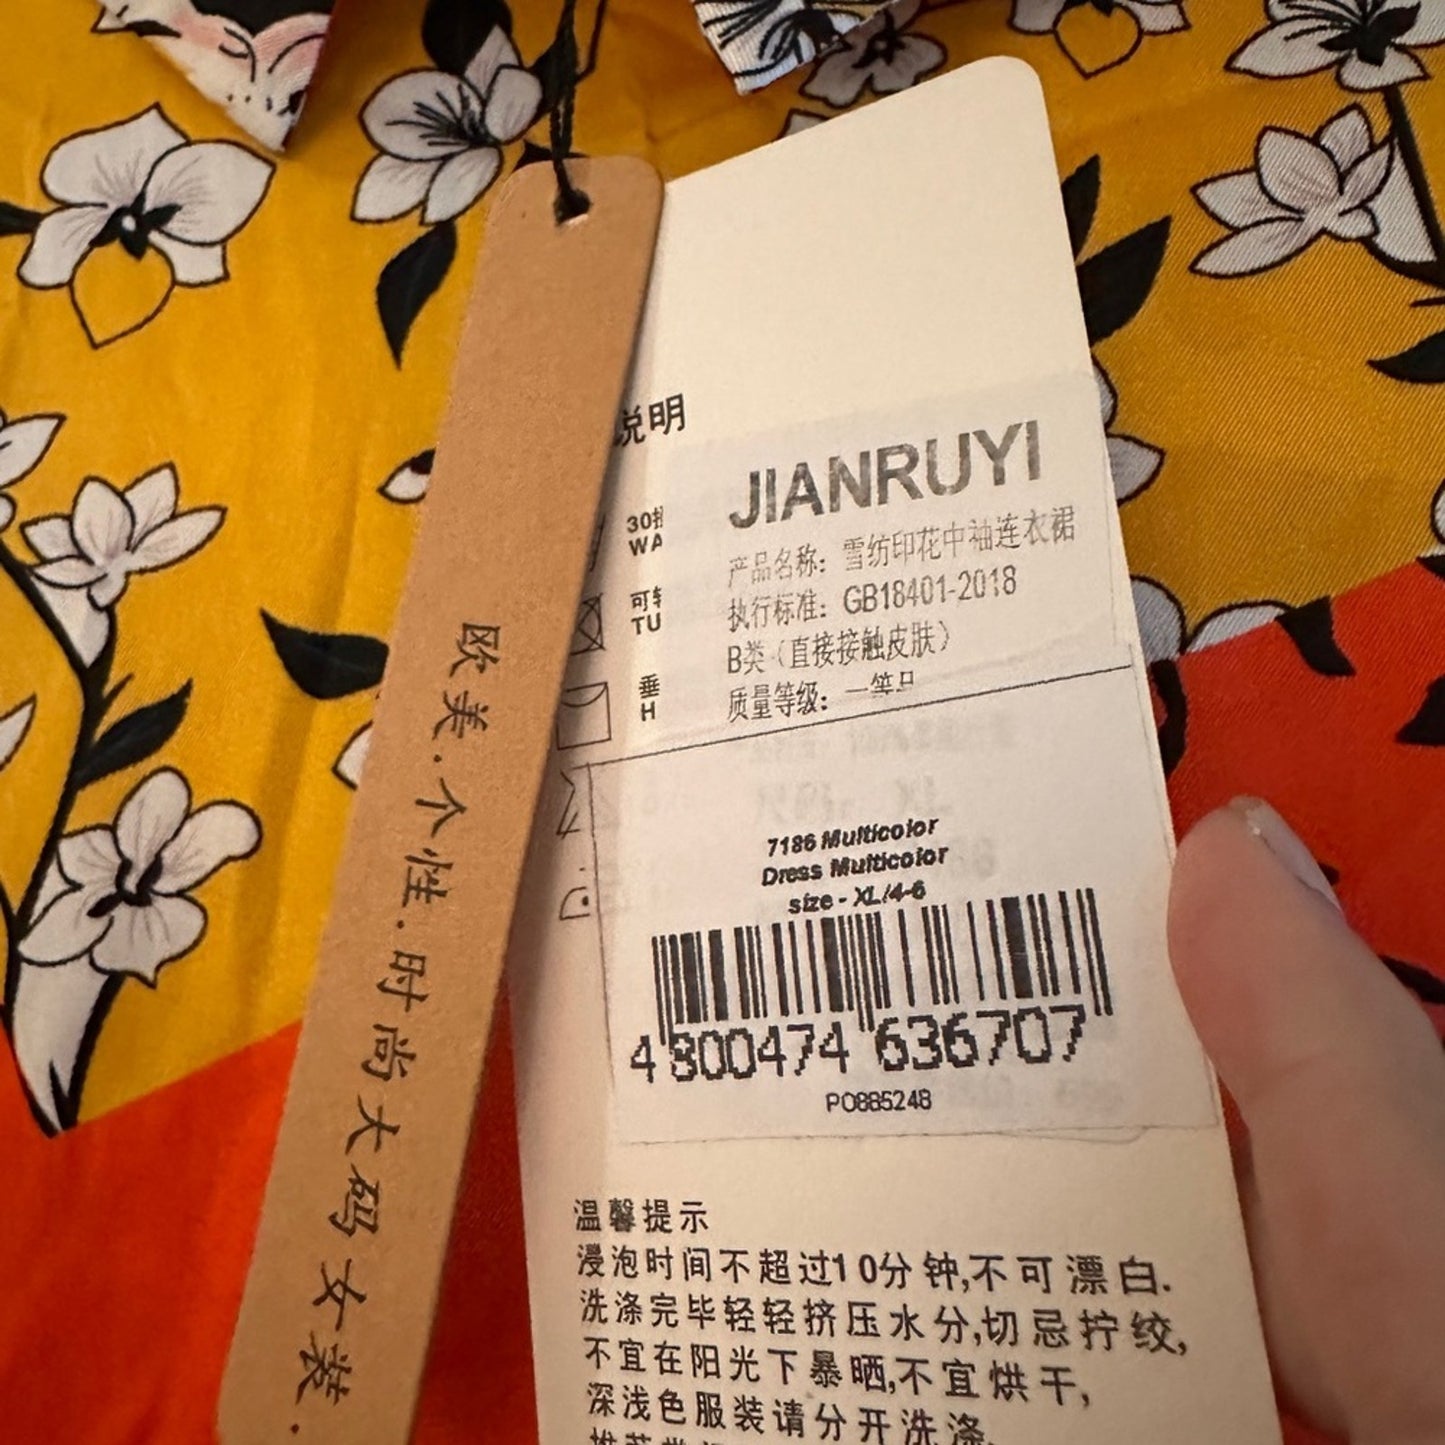 欧美.个性.时尚大码女装.
说明
30
WA
可
TU
垂
H
JIANRUYI
产品名称：雪纺印花中袖连衣裙
执行标准：GB18401-2018
B类（直接接触皮肤）
质量等级：一等品
7186 Multicolor
Dress Multicolor
size - XL/4-6
4 800474 636707
PO885248
温馨提示
浸泡时间不超过10分钟,不可漂白.
洗涤完毕轻轻挤压水分,切忌拧绞,
不宜在阳光下暴晒,不宜烘干,
深浅色服装请分开洗涤.